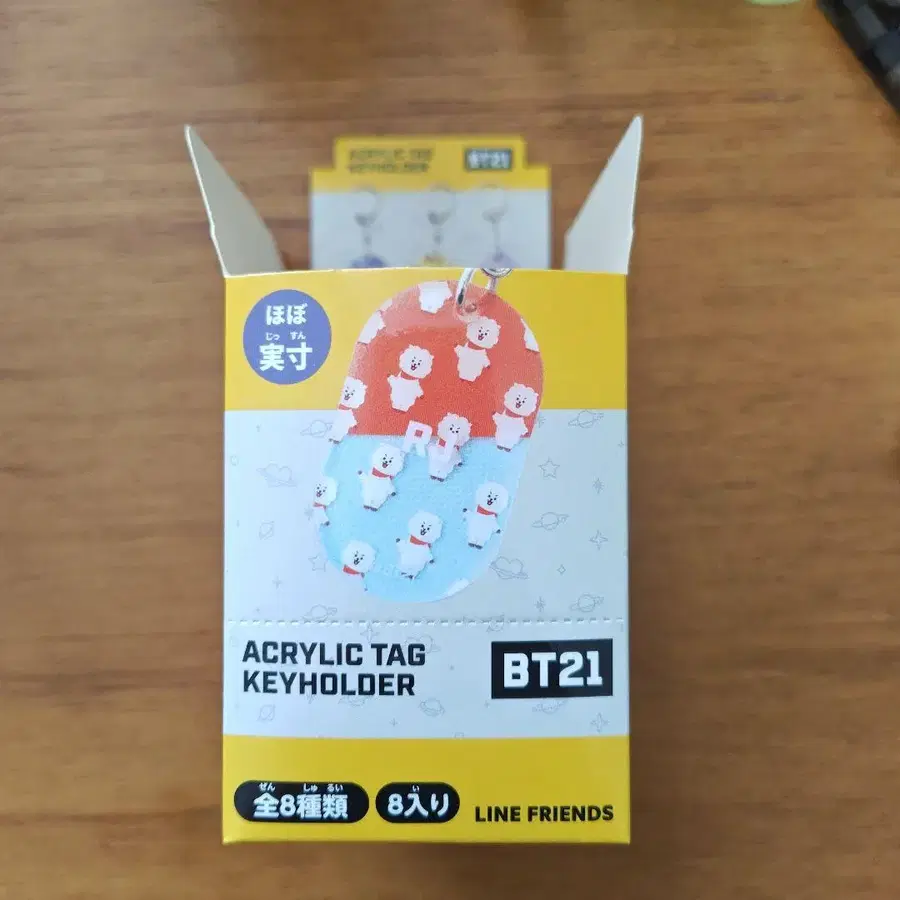 ACRYLIC TAG
KEYHOLDER
BT21
ほぼ
じっ すん
実寸
RJ
ACRYLIC TAG
KEYHOLDER
BT21
ぜん しゅ るい
全8種類
い
8入り
LINE FRIENDS